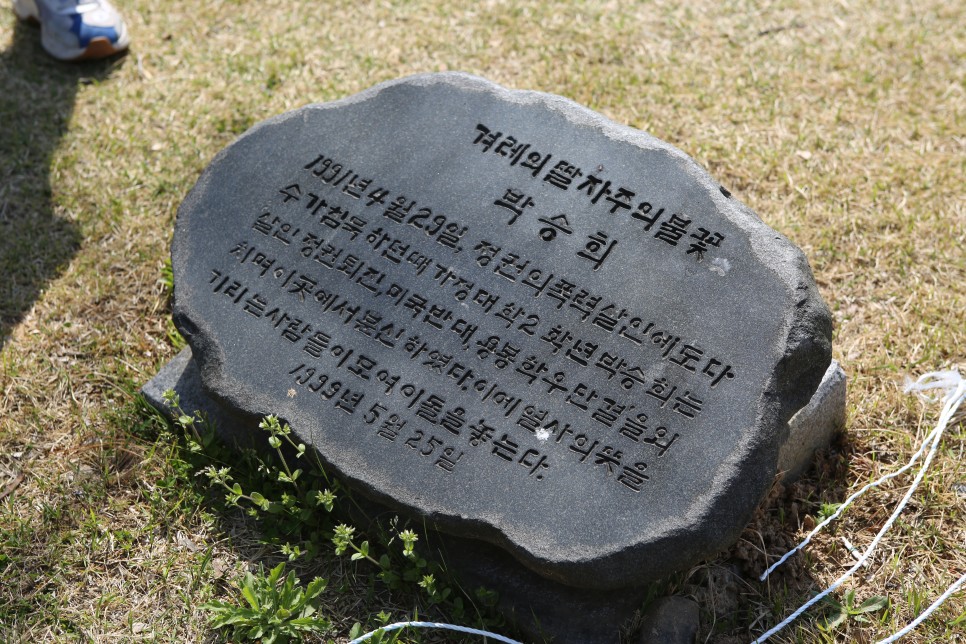 겨레의 딸 자주의 불꽃
박 승 희
1991년 4월 29일, 정권의 폭력살인에 모두다
수가 침묵 하던 때 가정대학 2학년 박승희는
살인 정권퇴진, 미국반대, 용봉 학우 단결을 외
치며 이곳에서 분신 하였다. 이에 열사의 뜻을
기리는 사람들이 모여 이 돌을 놓는다.
1999년 5월 25일